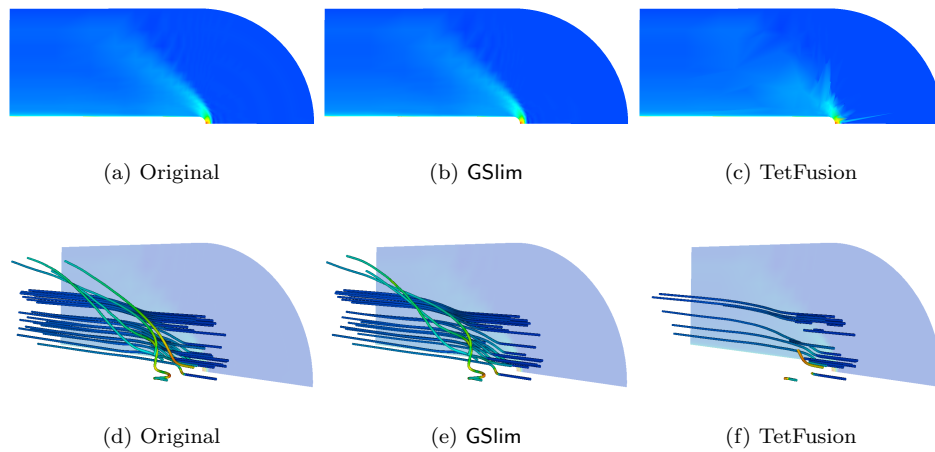 (a) Original
(b) GSlim
(c) TetFusion
(d) Original
(e) GSlim
(f) TetFusion